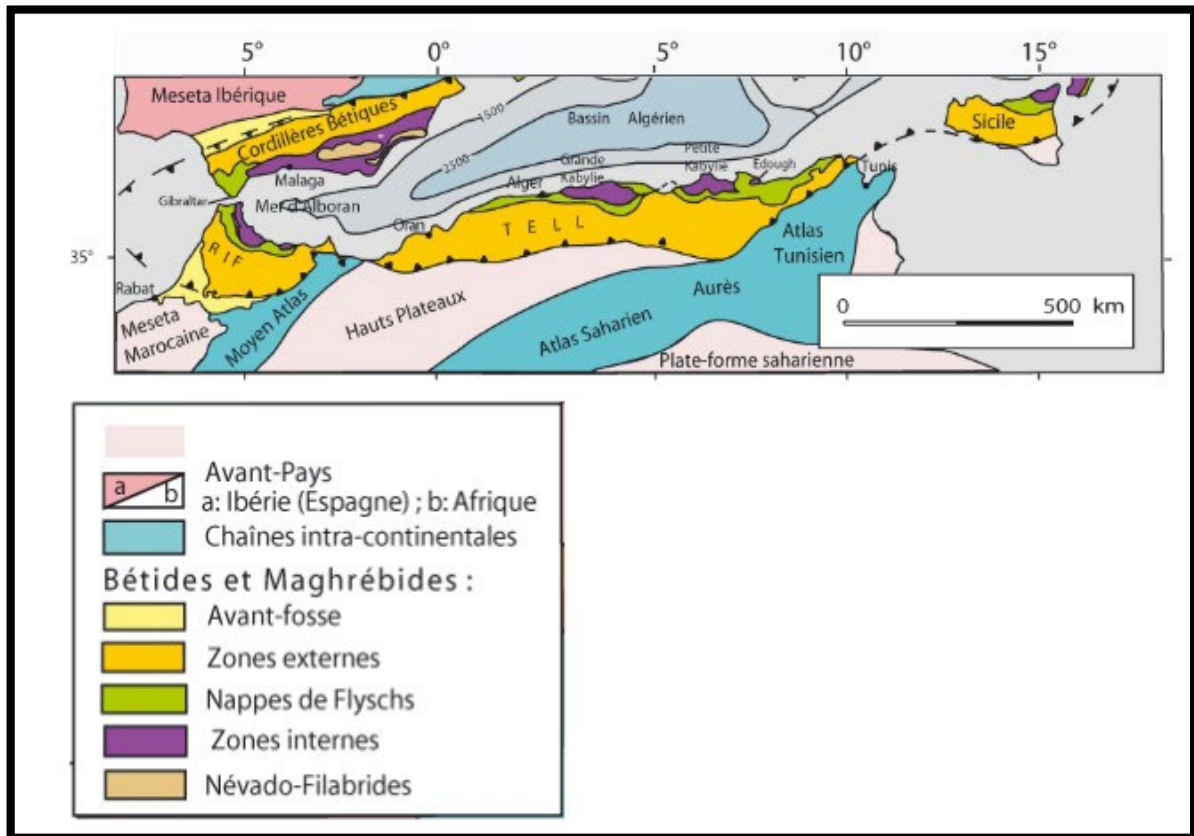 5° 0° 5° 10° 15°
Meseta Ibérique
Cordillères Bétiques
1500
Bassin Algérien
Sicile
2500
Malaga
Grande
Kabylie
Petite
Kabylie
Edough
Tunis
Alger
Gibraltar
Mer d'Alboran
Oran
TELL
RIF
35°
Atlas
Tunisien
Rabat
Meseta
Marocaine
Moyen Atlas
Hauts Plateaux
Aurès
Atlas Saharien
Plate-forme saharienne
0 500 km
Avant-Pays
a b
a: Ibérie (Espagne) ; b: Afrique
Chaînes intra-continentales
Bétides et Maghrébides :
Avant-fosse
Zones externes
Nappes de Flyschs
Zones internes
Névado-Filabrides